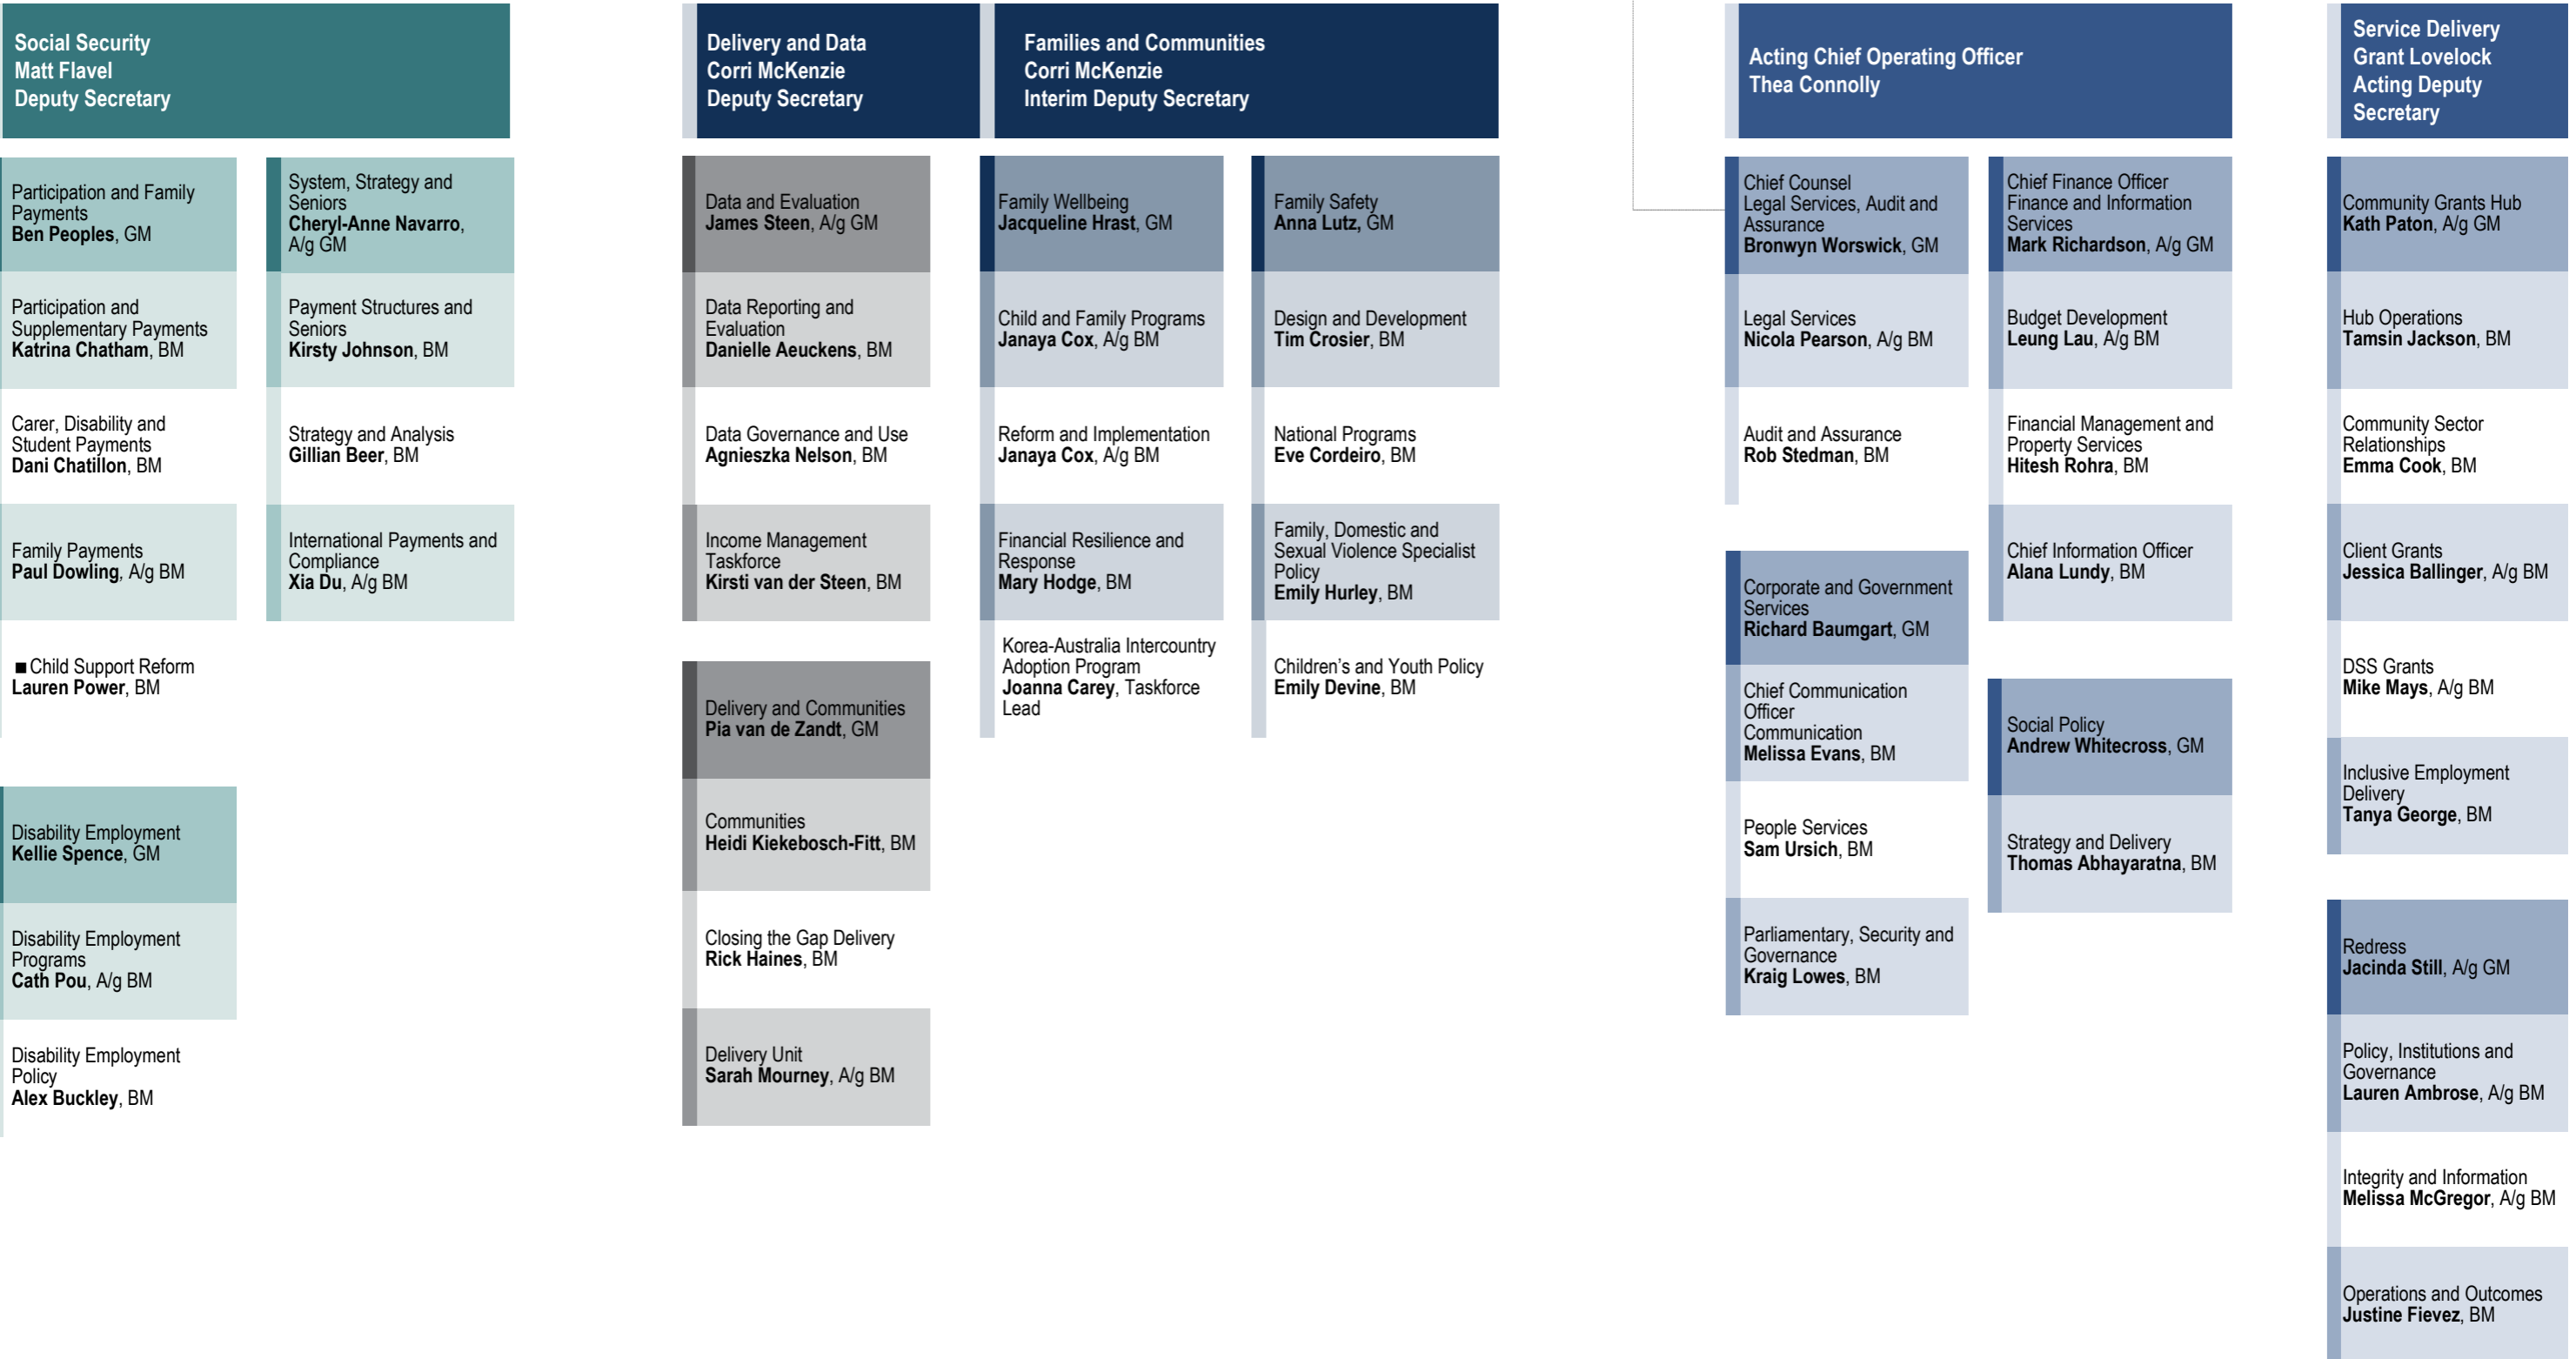 Social Security
Matt Flavel
Deputy Secretary
Participation and Family
Payments
Ben Peoples, GM
Participation and
Supplementary Payments
Katrina Chatham, BM
Carer, Disability and
Student Payments
Dani Chatillon, BM
Family Payments
Paul Dowling, A/g BM
■ Child Support Reform
Lauren Power, BM
Disability Employment
Kellie Spence, GM
Disability Employment
Programs
Cath Pou, A/g BM
Disability Employment
Policy
Alex Buckley, BM
System, Strategy and
Seniors
Cheryl-Anne Navarro,
A/g GM
Payment Structures and
Seniors
Kirsty Johnson, BM
Strategy and Analysis
Gillian Beer, BM
International Payments and
Compliance
Xia Du, A/g BM
Delivery and Data
Corri McKenzie
Deputy Secretary
Data and Evaluation
James Steen, A/g GM
Data Reporting and
Evaluation
Danielle Aeuckens, BM
Data Governance and Use
Agnieszka Nelson, BM
Income Management
Taskforce
Kirsti van der Steen, BM
Delivery and Communities
Pia van de Zandt, GM
Communities
Heidi Kiekebosch-Fitt, BM
Closing the Gap Delivery
Rick Haines, BM
Delivery Unit
Sarah Mourney, A/g BM
Families and Communities
Corri McKenzie
Interim Deputy Secretary
Family Wellbeing
Jacqueline Hrast, GM
Child and Family Programs
Janaya Cox, A/g BM
Reform and Implementation
Janaya Cox, A/g BM
Financial Resilience and
Response
Mary Hodge, BM
Korea-Australia Intercountry
Adoption Program
Joanna Carey, Taskforce
Lead
Family Safety
Anna Lutz, GM
Design and Development
Tim Crosier, BM
National Programs
Eve Cordeiro, BM
Family, Domestic and
Sexual Violence Specialist
Policy
Emily Hurley, BM
Children’s and Youth Policy
Emily Devine, BM
Acting Chief Operating Officer
Thea Connolly
Chief Counsel
Legal Services, Audit and
Assurance
Bronwyn Worswick, GM
Legal Services
Nicola Pearson, A/g BM
Audit and Assurance
Rob Stedman, BM
Corporate and Government
Services
Richard Baumgart, GM
Chief Communication
Officer
Communication
Melissa Evans, BM
People Services
Sam Ursich, BM
Parliamentary, Security and
Governance
Kraig Lowes, BM
Chief Finance Officer
Finance and Information
Services
Mark Richardson, A/g GM
Budget Development
Leung Lau, A/g BM
Financial Management and
Property Services
Hitesh Rohra, BM
Chief Information Officer
Alana Lundy, BM
Social Policy
Andrew Whitecross, GM
Strategy and Delivery
Thomas Abhayaratna, BM
Service Delivery
Grant Lovelock
Acting Deputy
Secretary
Community Grants Hub
Kath Paton, A/g GM
Hub Operations
Tamsin Jackson, BM
Community Sector
Relationships
Emma Cook, BM
Client Grants
Jessica Ballinger, A/g BM
DSS Grants
Mike Mays, A/g BM
Inclusive Employment
Delivery
Tanya George, BM
Redress
Jacinda Still, A/g GM
Policy, Institutions and
Governance
Lauren Ambrose, A/g BM
Integrity and Information
Melissa McGregor, A/g BM
Operations and Outcomes
Justine Fievez, BM